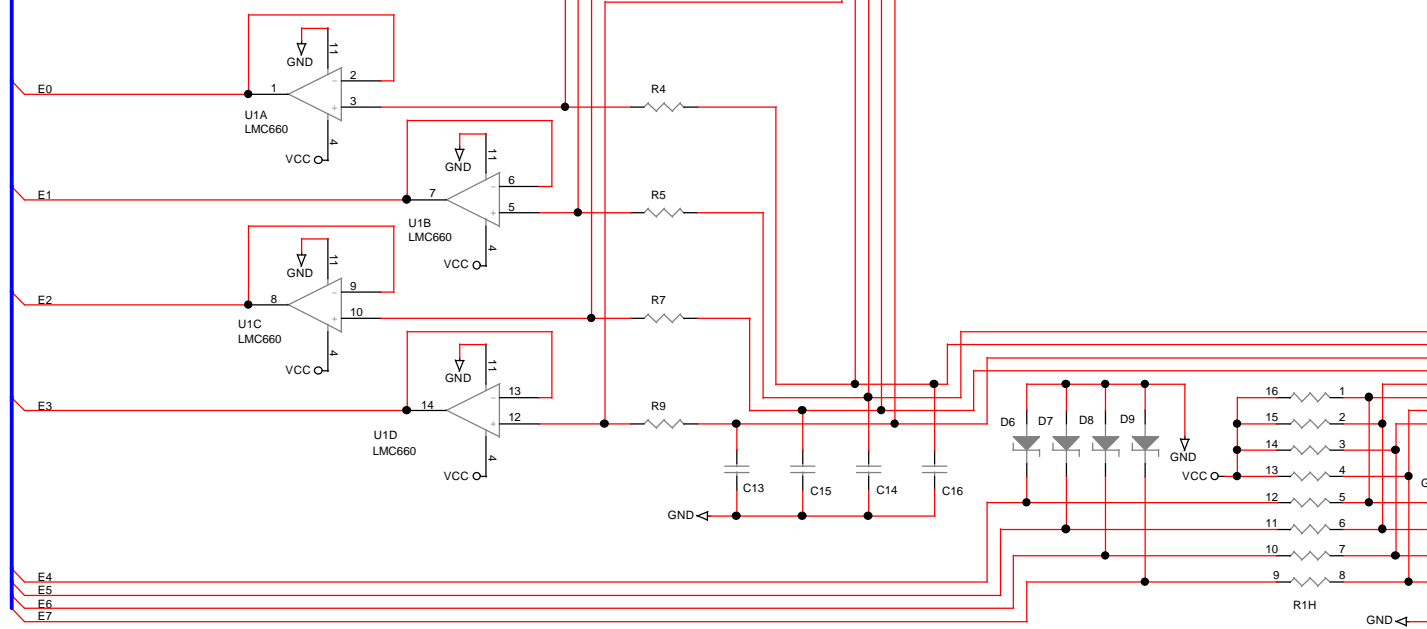 GND
11
2
1
3
U1A
LMC660
4
VCC
E0
R4
GND
11
6
7
5
U1B
LMC660
4
VCC
E1
R5
GND
11
9
8
10
U1C
LMC660
4
VCC
E2
R7
GND
11
13
14
12
U1D
LMC660
4
VCC
E3
R9
C13
C15
C14
C16
GND
D6
D7
D8
D9
GND
VCC
16
1
15
2
14
3
13
4
12
5
11
6
10
7
9
8
R1H
GND
E4
E5
E6
E7